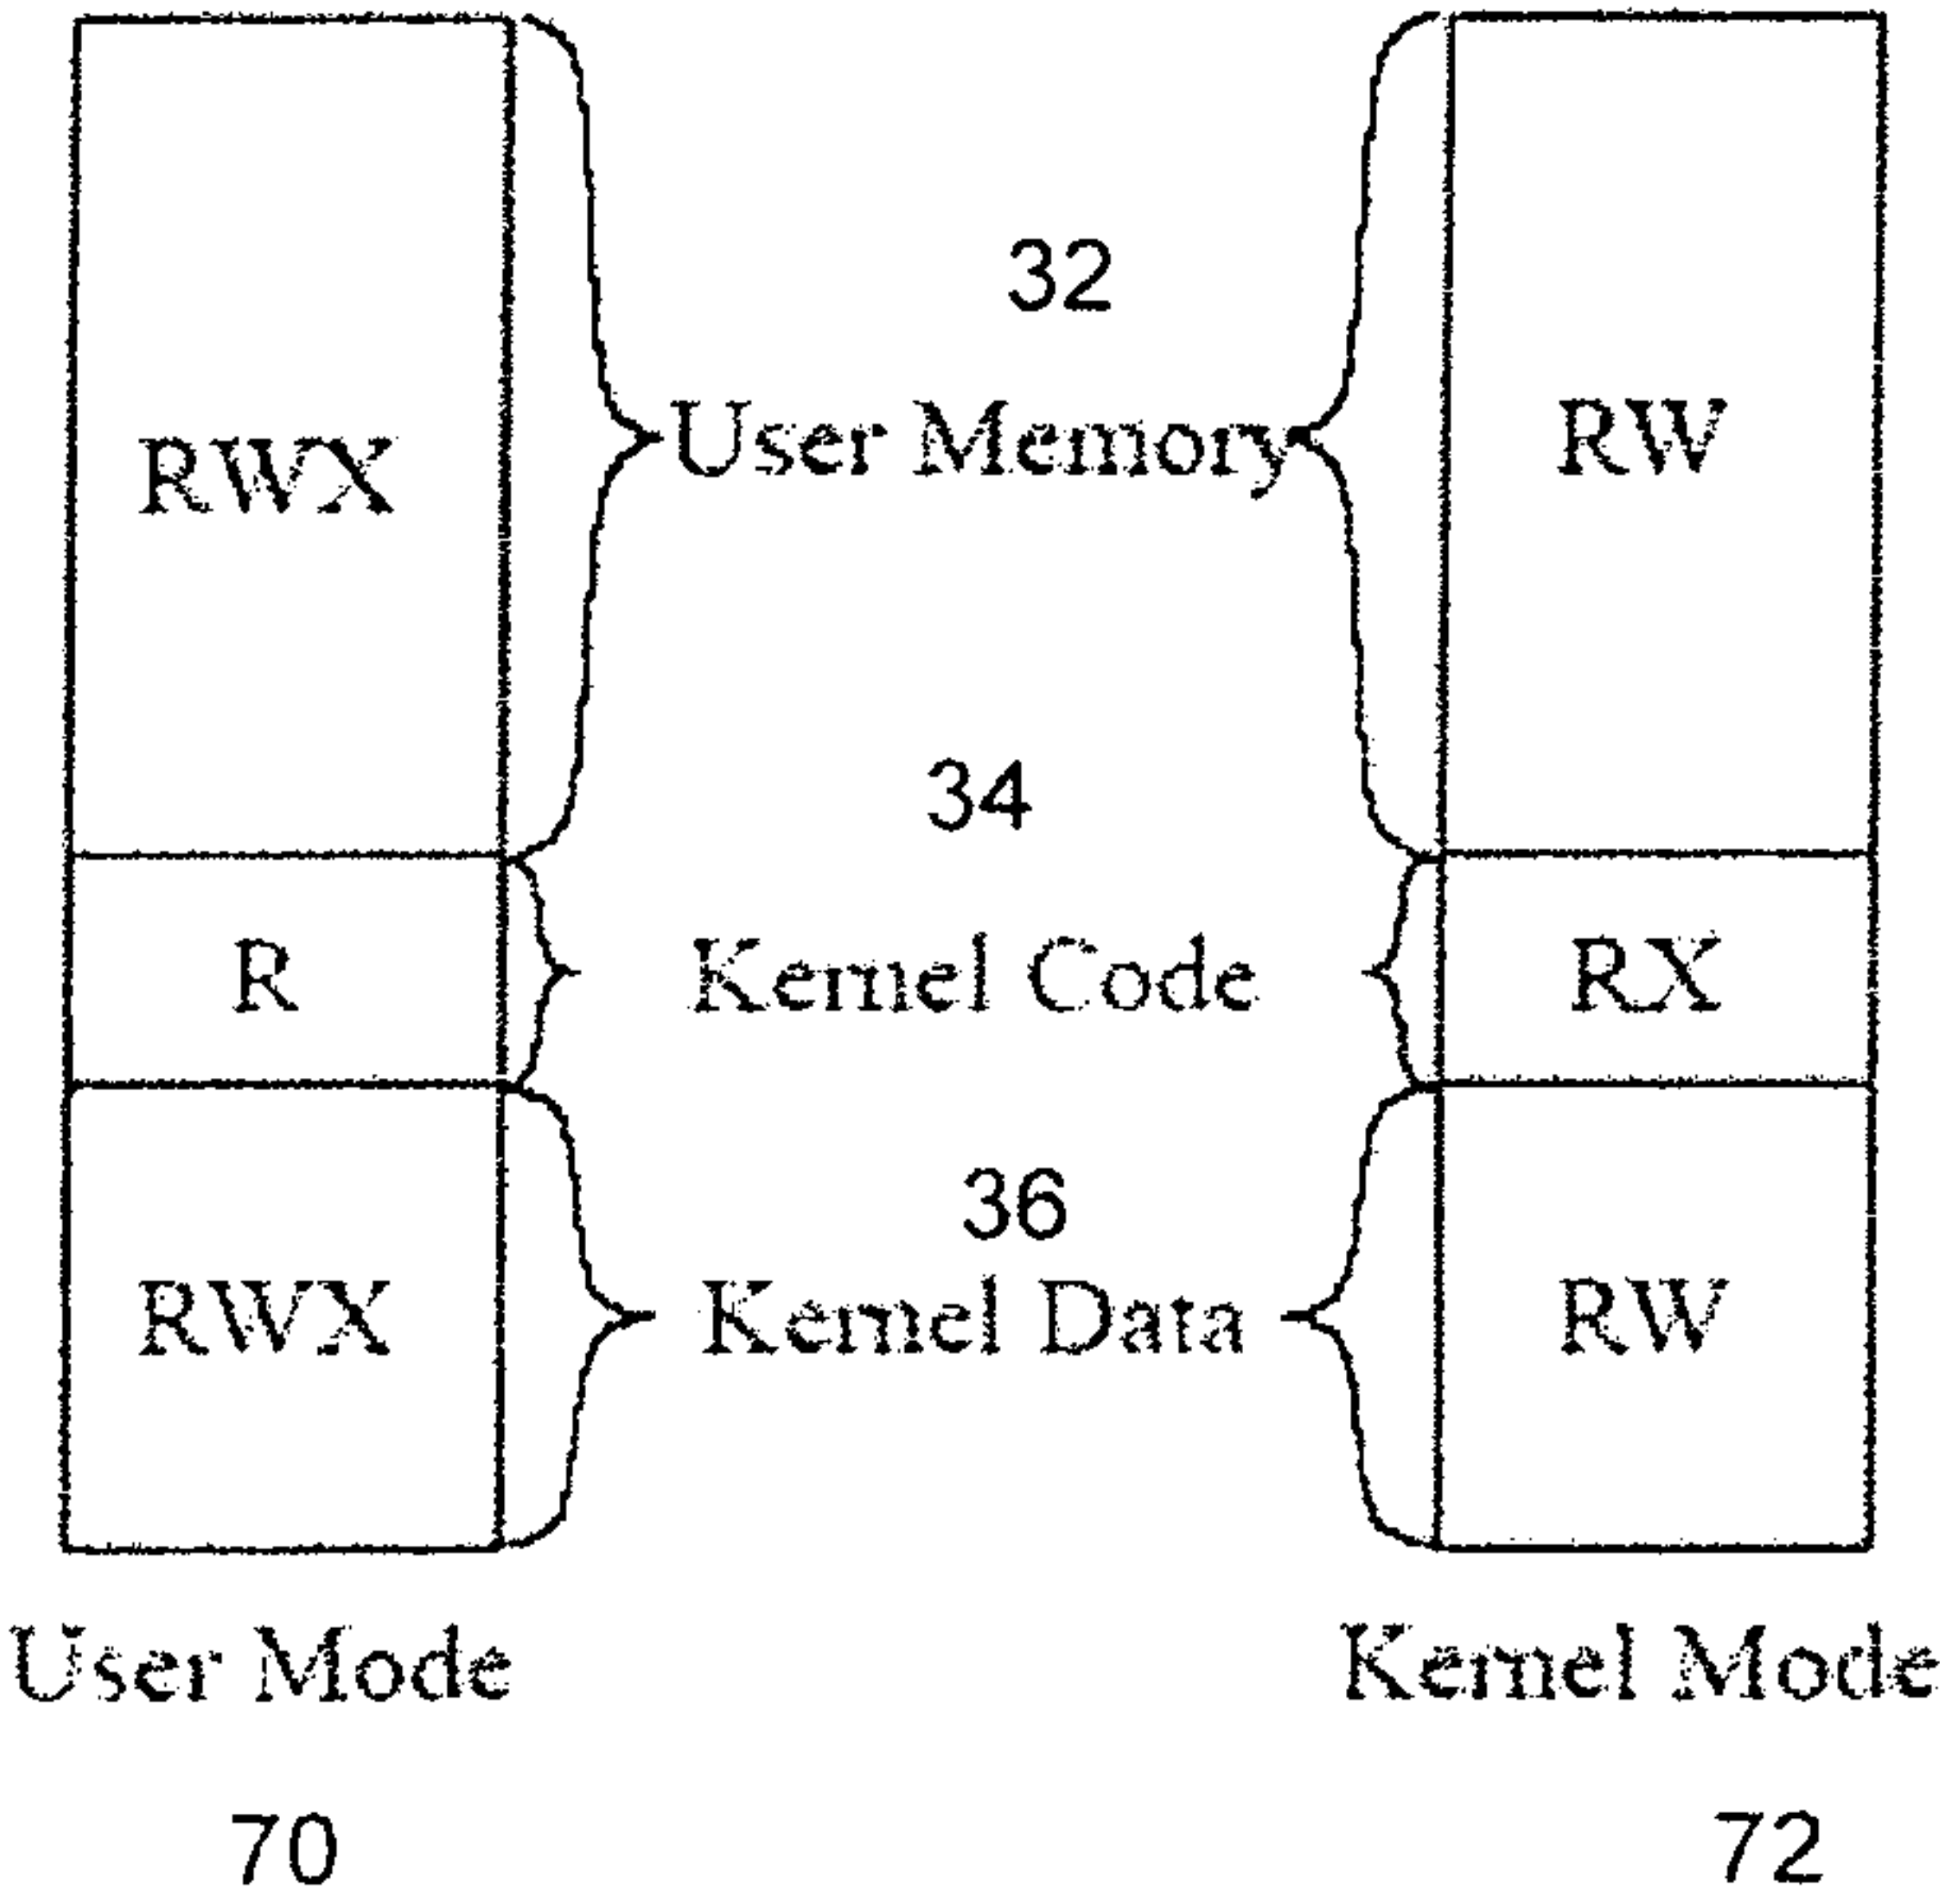 32
User Memory
RWX
RW
34
R
Kernel Code
RX
36
RWX
Kernel Data
RW
User Mode
Kernel Mode
70
72